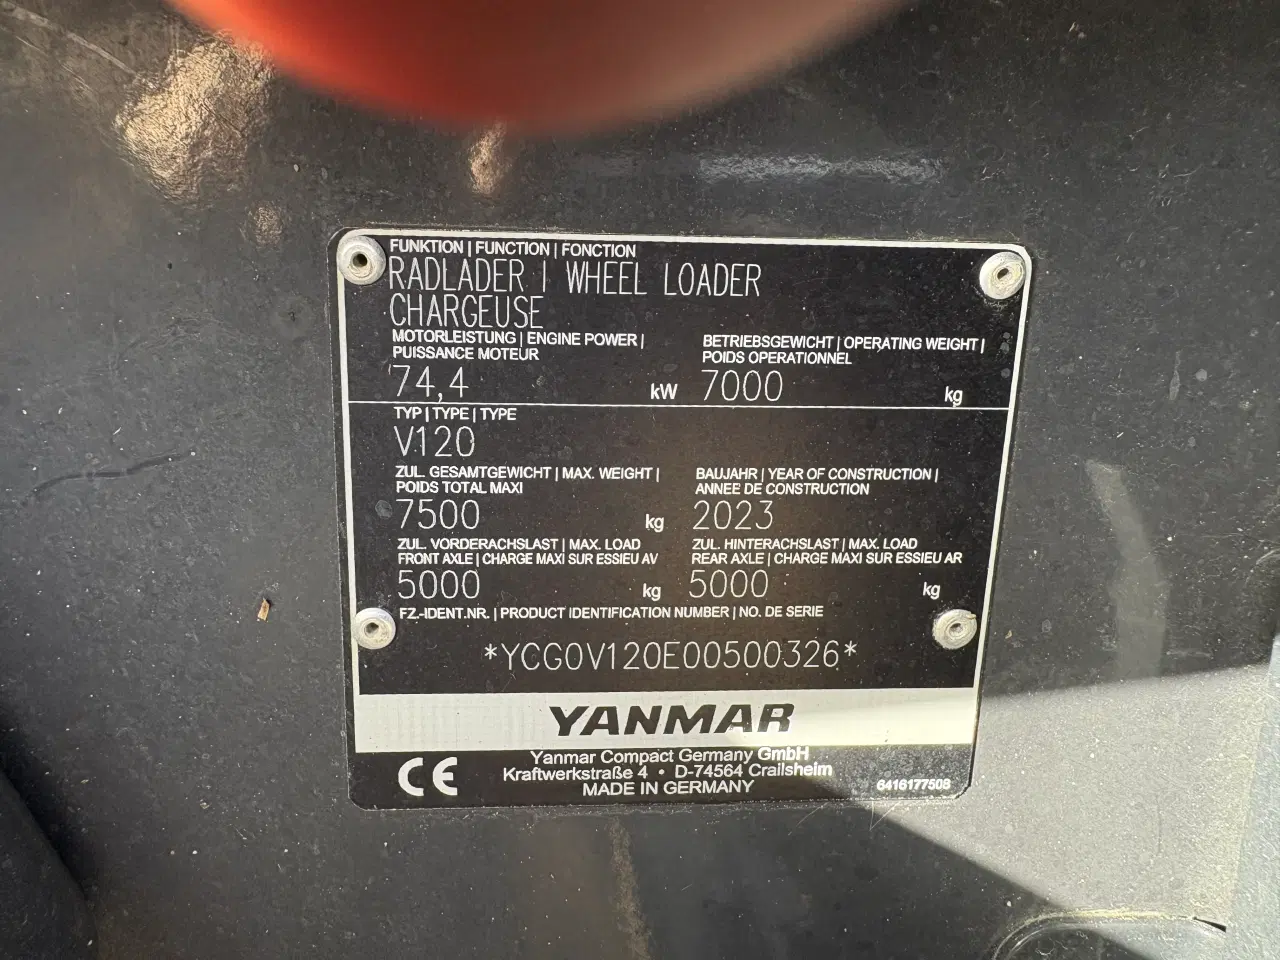 FUNKTION | FUNCTION | FONCTION
RADLADER | WHEEL LOADER
CHARGEUSE
MOTORLEISTUNG | ENGINE POWER |
PUISSANCE MOTEUR
74,4 kW
BETRIEBSGEWICHT | OPERATING WEIGHT |
POIDS OPERATIONNEL
7000 kg
TYP | TYPE | TYPE
V120
ZUL. GESAMTGEWICHT | MAX. WEIGHT |
POIDS TOTAL MAXI
7500 kg
BAUJAHR | YEAR OF CONSTRUCTION |
ANNEE DE CONSTRUCTION
2023
ZUL. VORDERACHSLAST | MAX. LOAD
FRONT AXLE | CHARGE MAXI SUR ESSIEU AV
5000 kg
ZUL. HINTERACHSLAST | MAX. LOAD
REAR AXLE | CHARGE MAXI SUR ESSIEU AR
5000 kg
FZ.-IDENT.NR. | PRODUCT IDENTIFICATION NUMBER | NO. DE SERIE
*YCG0V120E00500326*
YANMAR
CE
Yanmar Compact Germany GmbH
Kraftwerkstraße 4 • D-74564 Crailsheim
MADE IN GERMANY
6416177508